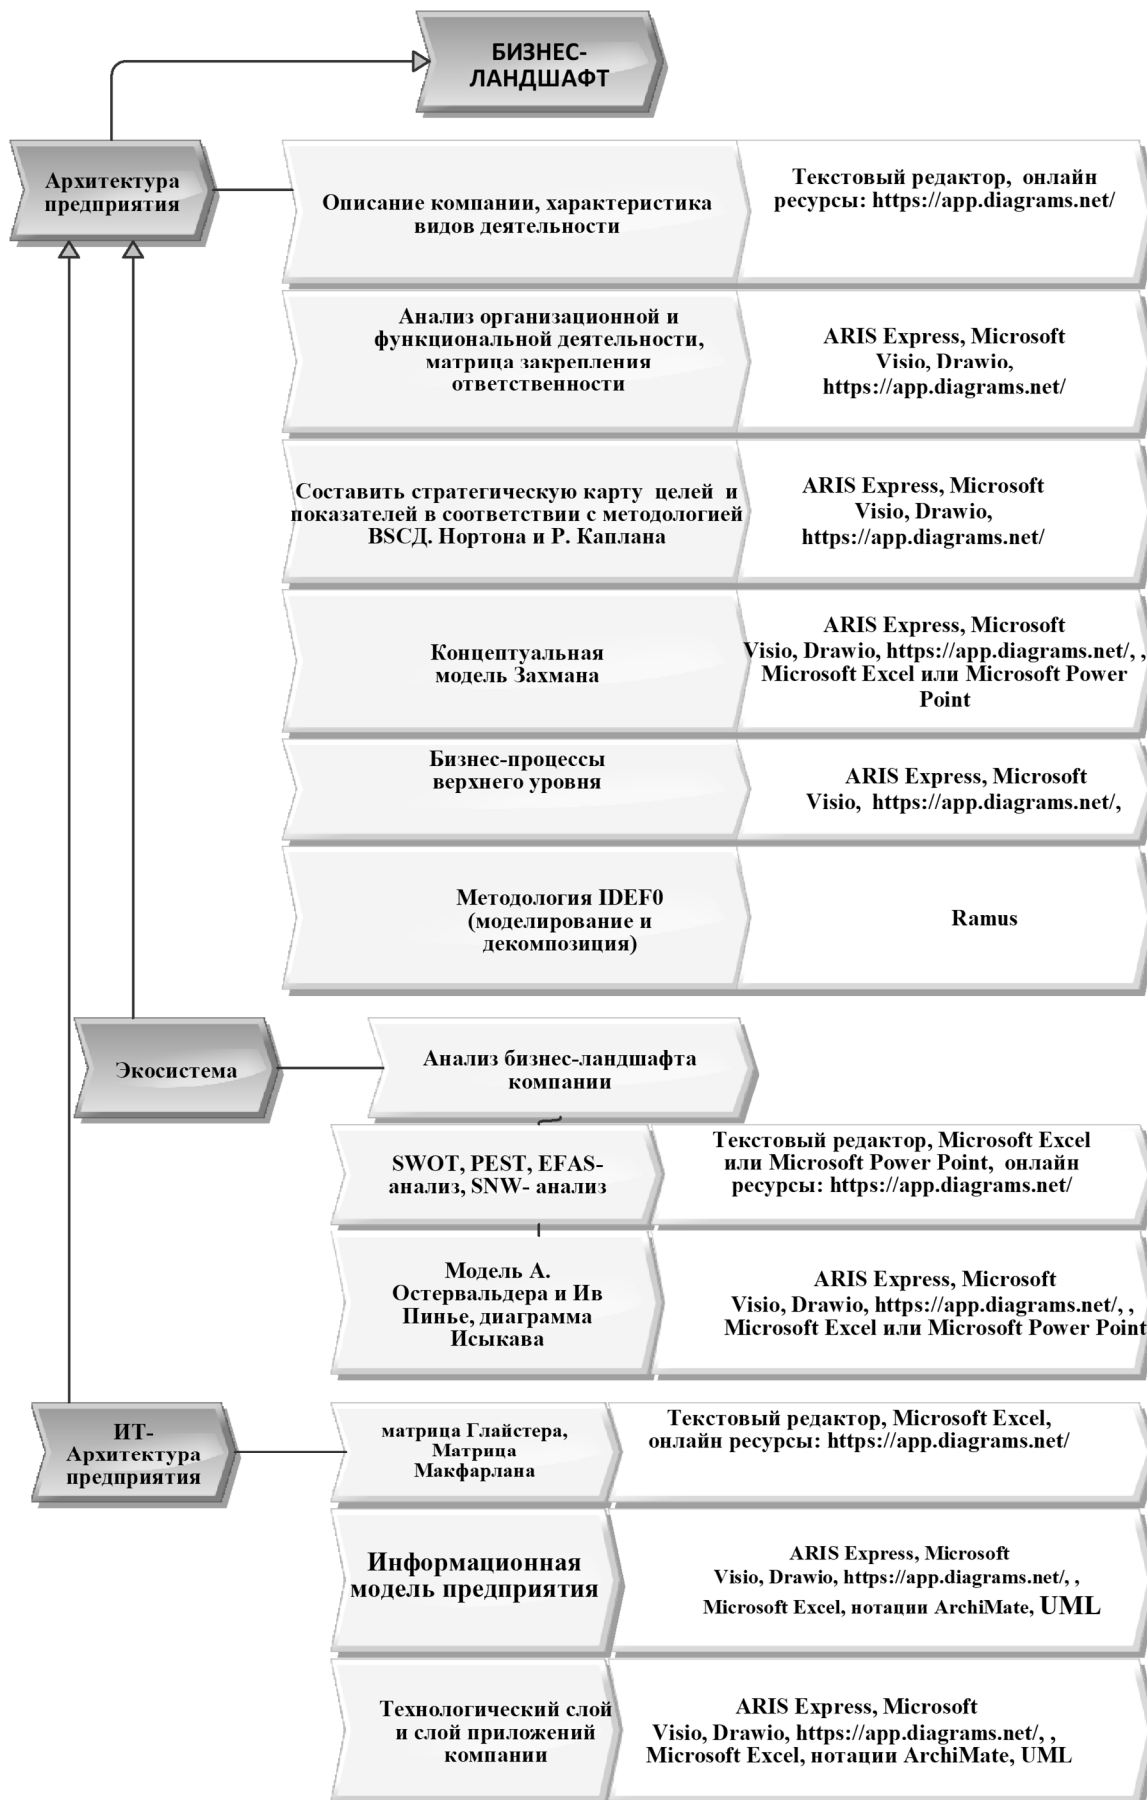 БИЗНЕС-
ЛАНДШАФТ
Архитектура
предприятия
Описание компании, характеристика
видов деятельности
Текстовый редактор, онлайн
ресурсы: https://app.diagrams.net/
Анализ организационной и
функциональной деятельности,
матрица закрепления
ответственности
ARIS Express, Microsoft
Visio, Drawio,
https://app.diagrams.net/
Составить стратегическую карту целей и
показателей в соответствии с методологией
BSCД. Нортона и Р. Каплана
ARIS Express, Microsoft
Visio, Drawio,
https://app.diagrams.net/
Концептуальная
модель Захмана
ARIS Express, Microsoft
Visio, Drawio, https://app.diagrams.net/, ,
Microsoft Excel или Microsoft Power
Point
Бизнес-процессы
верхнего уровня
ARIS Express, Microsoft
Visio, https://app.diagrams.net/,
Методология IDEF0
(моделирование и
декомпозиция)
Ramus
Экосистема
Анализ бизнес-ландшафта
компании
SWOT, PEST, EFAS-
анализ, SNW- анализ
Текстовый редактор, Microsoft Excel
или Microsoft Power Point, онлайн
ресурсы: https://app.diagrams.net/
Модель А.
Остервальдера и Ив
Пинье, диаграмма
Исыкава
ARIS Express, Microsoft
Visio, Drawio, https://app.diagrams.net/, ,
Microsoft Excel или Microsoft Power Point
ИТ-
Архитектура
предприятия
матрица Глайстера,
Матрица
Макфарлана
Текстовый редактор, Microsoft Excel,
онлайн ресурсы: https://app.diagrams.net/
Информационная
модель предприятия
ARIS Express, Microsoft
Visio, Drawio, https://app.diagrams.net/, ,
Microsoft Excel, нотации ArchiMate, UML
Технологический слой
и слой приложений
компании
ARIS Express, Microsoft
Visio, Drawio, https://app.diagrams.net/, ,
Microsoft Excel, нотации ArchiMate, UML